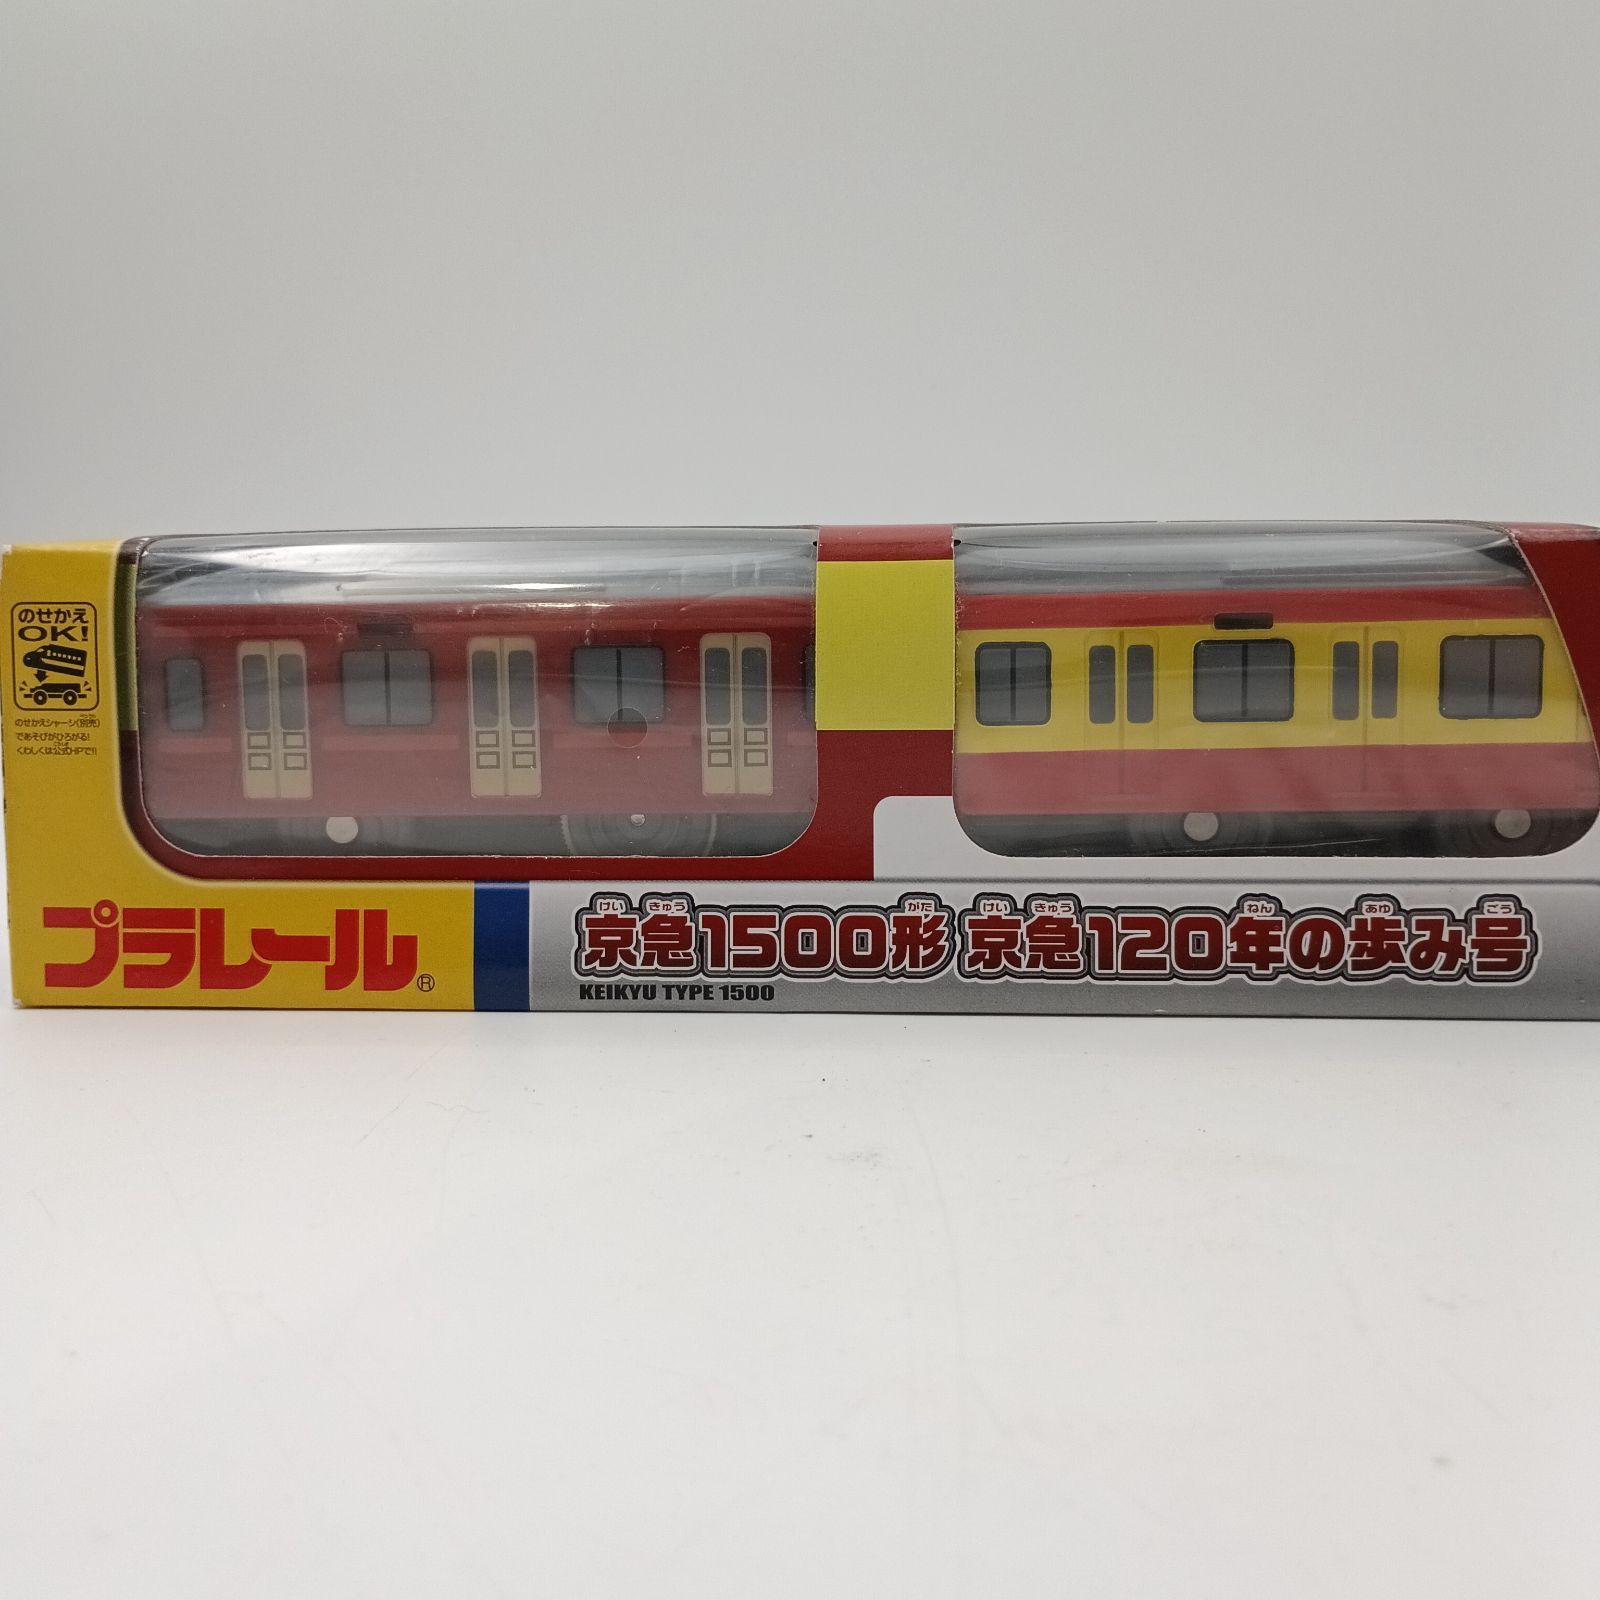 のせかえ
OK!
のせかえシャーシ(別売)
であそびがひろがる!
くわしくは公式HPで!!
プラレール®
けい きゅう がた けい きゅう ねん あゆ ごう
京急1500形 京急120年の歩み号
KEIKYU TYPE 1500